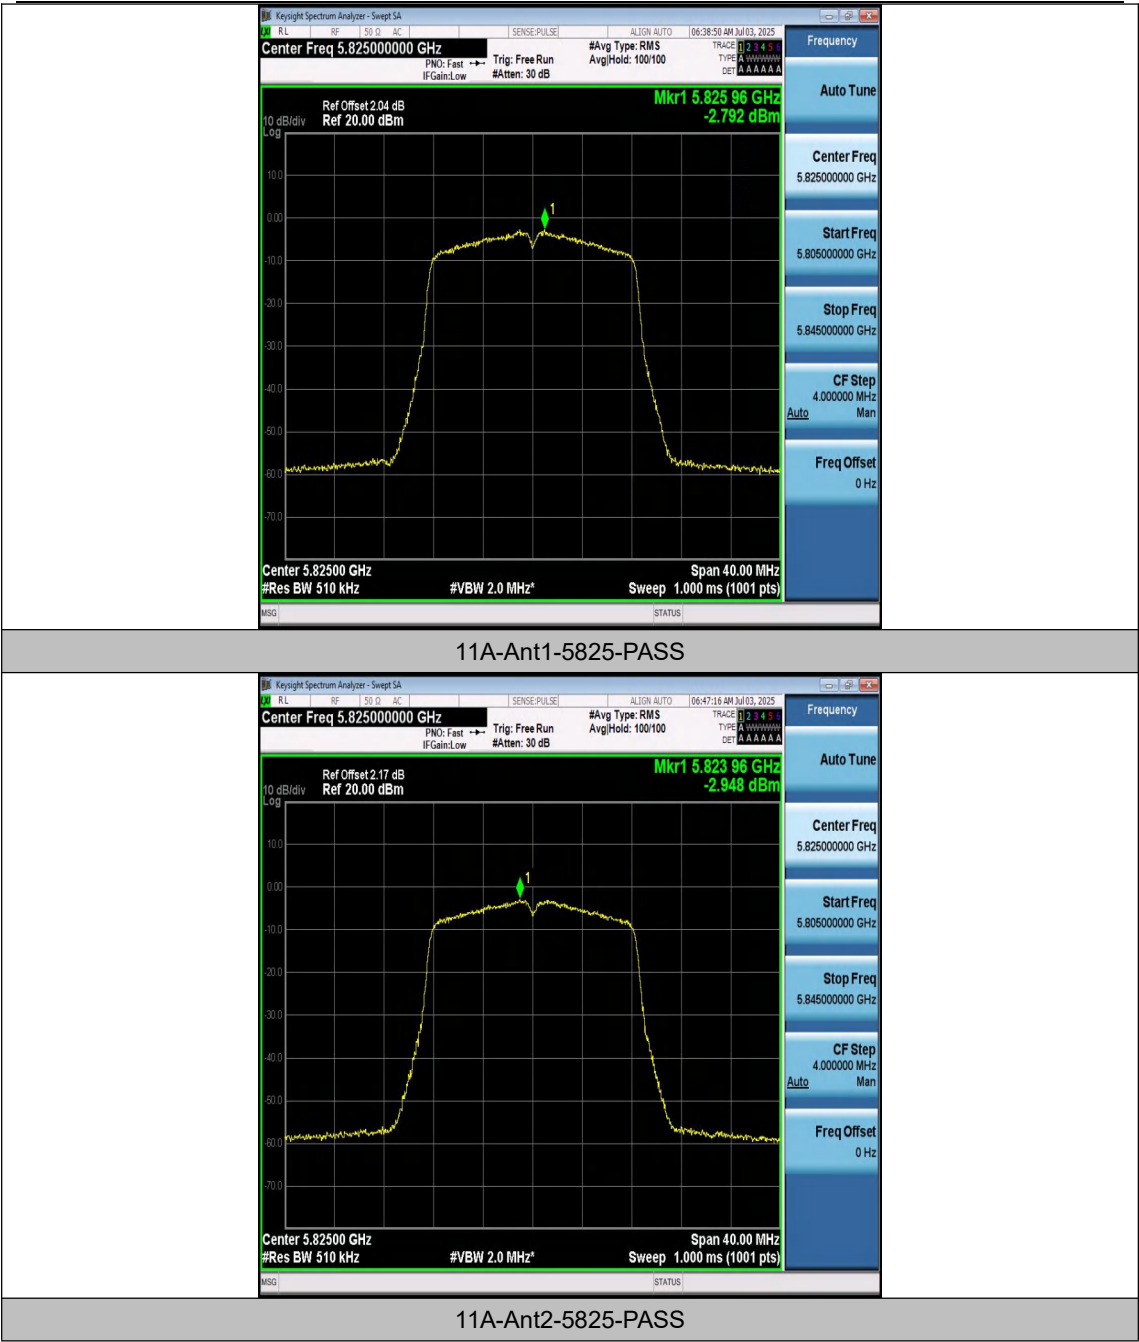 Keysight Spectrum Analyzer - Swept SA
RL RF 50 Ω AC SENSE:PULSE ALIGN AUTO 06:38:50 AM Jul 03, 2025
Center Freq 5.825000000 GHz
PNO: Fast
IFGain:Low
Trig: Free Run
#Atten: 30 dB
#Avg Type: RMS
Avg|Hold: 100/100
TRACE 1 2 3 4 5 6
TYPE A
DET A A A A A A
Mkr1 5.825 96 GHz
-2.792 dBm
Ref Offset 2.04 dB
10 dB/div Ref 20.00 dBm
Log
10.0
0.00
-10.0
-20.0
-30.0
-40.0
-50.0
-60.0
-70.0
1
Center 5.82500 GHz Span 40.00 MHz
#Res BW 510 kHz #VBW 2.0 MHz* Sweep 1.000 ms (1001 pts)
MSG STATUS
Frequency
Auto Tune
Center Freq
5.825000000 GHz
Start Freq
5.805000000 GHz
Stop Freq
5.845000000 GHz
CF Step
4.000000 MHz
Auto Man
Freq Offset
0 Hz
11A-Ant1-5825-PASS
Keysight Spectrum Analyzer - Swept SA
RL RF 50 Ω AC SENSE:PULSE ALIGN AUTO 06:47:16 AM Jul 03, 2025
Center Freq 5.825000000 GHz
PNO: Fast
IFGain:Low
Trig: Free Run
#Atten: 30 dB
#Avg Type: RMS
Avg|Hold: 100/100
TRACE 1 2 3 4 5 6
TYPE A
DET A A A A A A
Mkr1 5.823 96 GHz
-2.948 dBm
Ref Offset 2.17 dB
10 dB/div Ref 20.00 dBm
Log
10.0
0.00
-10.0
-20.0
-30.0
-40.0
-50.0
-60.0
-70.0
1
Center 5.82500 GHz Span 40.00 MHz
#Res BW 510 kHz #VBW 2.0 MHz* Sweep 1.000 ms (1001 pts)
MSG STATUS
Frequency
Auto Tune
Center Freq
5.825000000 GHz
Start Freq
5.805000000 GHz
Stop Freq
5.845000000 GHz
CF Step
4.000000 MHz
Auto Man
Freq Offset
0 Hz
11A-Ant2-5825-PASS